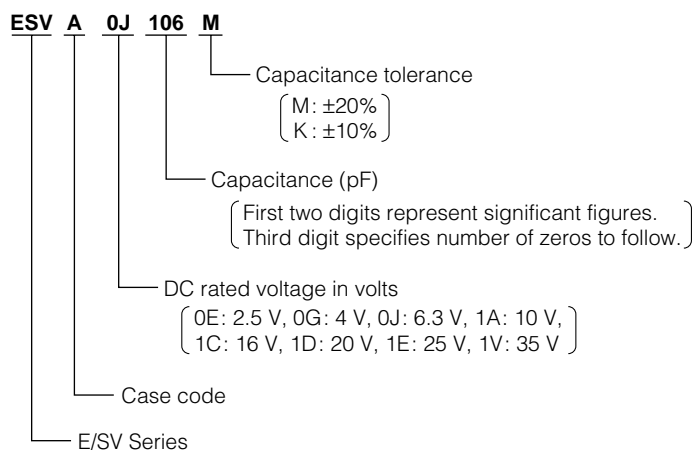 ESV A 0J 106 M
Capacitance tolerance
M: ±20%
K: ±10%
Capacitance (pF)
First two digits represent significant figures.
Third digit specifies number of zeros to follow.
DC rated voltage in volts
0E: 2.5 V, 0G: 4 V, 0J: 6.3 V, 1A: 10 V,
1C: 16 V, 1D: 20 V, 1E: 25 V, 1V: 35 V
Case code
E/SV Series